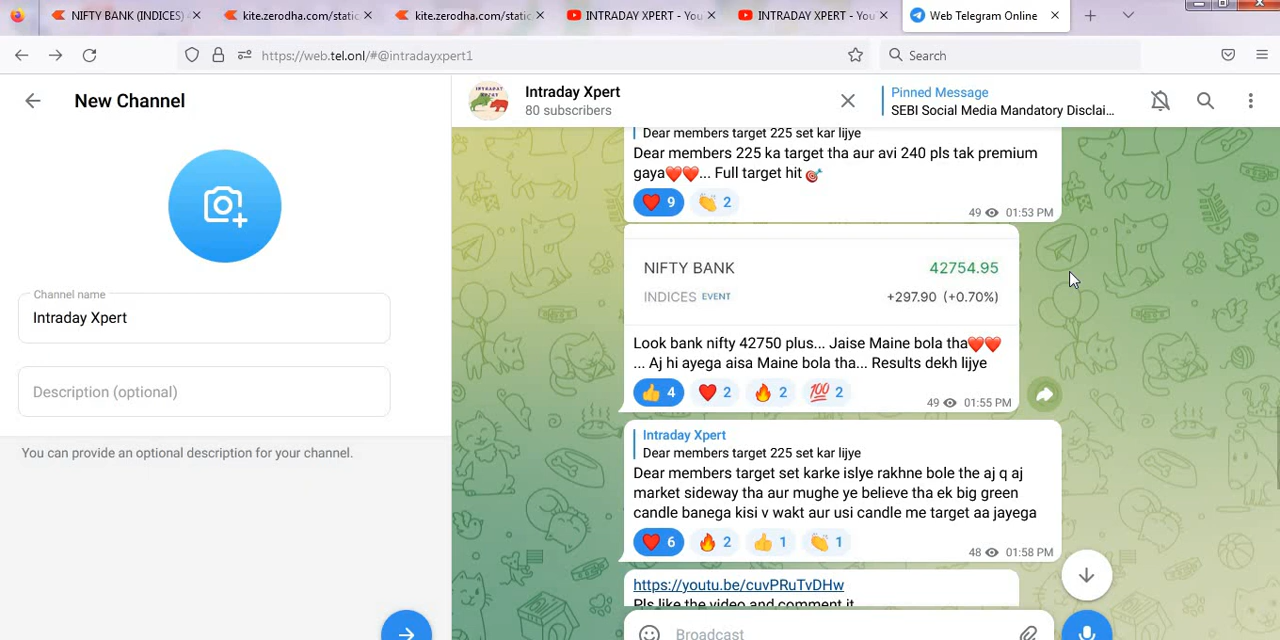 NIFTY BANK (INDICES)
kite.zerodha.com/static
kite.zerodha.com/static
INTRADAY XPERT - You
INTRADAY XPERT - You
Web Telegram Online
https://web.tel.onl/#@intradayxpert1
Search
New Channel
Channel name
Intraday Xpert
Description (optional)
You can provide an optional description for your channel.
Intraday Xpert
80 subscribers
Pinned Message
SEBI Social Media Mandatory Disclai...
Dear members target 225 set kar lijye
Dear members 225 ka target tha aur avi 240 pls tak premium
gaya❤️❤️... Full target hit 🎯
❤️ 9 👏 2
49 01:53 PM
NIFTY BANK 42754.95
INDICES EVENT +297.90 (+0.70%)
Look bank nifty 42750 plus... Jaise Maine bola tha❤️❤️
... Aj hi ayega aisa Maine bola tha... Results dekh lijye
👍 4 ❤️ 2 🔥 2 💯 2
49 01:55 PM
Intraday Xpert
Dear members target 225 set kar lijye
Dear members target set karke islye rakhne bole the aj q aj
market sideway tha aur mughe ye believe tha ek big green
candle banega kisi v wakt aur usi candle me target aa jayega
❤️ 6 🔥 2 👍 1 👏 1
48 01:58 PM
https://youtu.be/cuvPRuTvDHw
Pls like the video and comment it
Broadcast